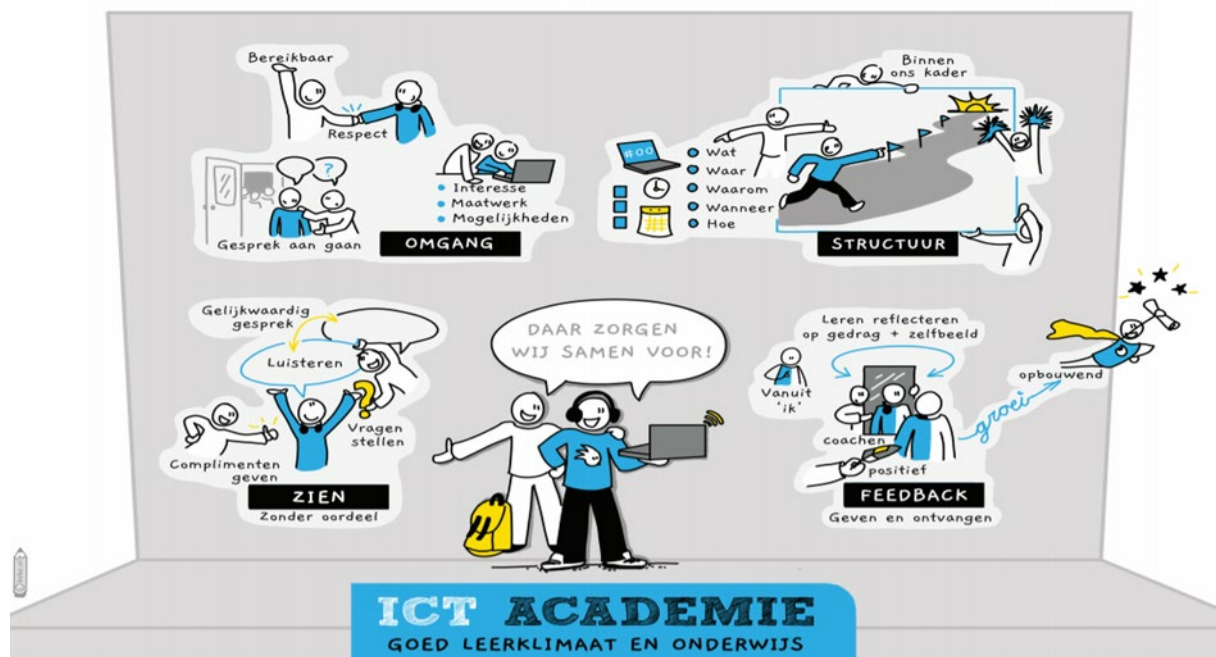 Bereikbaar
Respect
Gesprek aan gaan
?
Interesse
Maatwerk
Mogelijkheden
OMGANG
Binnen
ons kader
#00
Wat
Waar
Waarom
Wanneer
Hoe
STRUCTUUR
Gelijkwaardig
gesprek
Luisteren
Vragen
stellen
Complimenten
geven
ZIEN
Zonder oordeel
DAAR ZORGEN
WIJ SAMEN VOOR!
Leren reflecteren
op gedrag + zelfbeeld
Vanuit
'ik'
coachen
positief
groei
opbouwend
FEEDBACK
Geven en ontvangen
ICT ACADEMIE
GOED LEERKLIMAAT EN ONDERWIJS